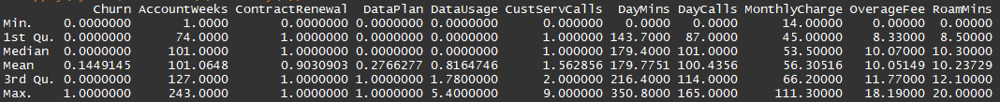 Churn AccountWeeks ContractRenewal DataPlan DataUsage CustServCalls DayMins DayCalls MonthlyCharge OverageFee RoamMins
Min. 0.0000000 1.0000 0.0000000 0.0000000 0.0000000 0.000000 0.0000 0.0000 14.00000 0.00000 0.00000
1st Qu. 0.0000000 74.0000 1.0000000 0.0000000 0.0000000 1.000000 143.7000 87.0000 45.00000 8.33000 8.50000
Median 0.0000000 101.0000 1.0000000 0.0000000 0.0000000 1.000000 179.4000 101.0000 53.50000 10.07000 10.30000
Mean 0.1449145 101.0648 0.9030903 0.2766277 0.8164746 1.562856 179.7751 100.4356 56.30516 10.05149 10.23729
3rd Qu. 0.0000000 127.0000 1.0000000 1.0000000 1.7800000 2.000000 216.4000 114.0000 66.20000 11.77000 12.10000
Max. 1.0000000 243.0000 1.0000000 1.0000000 5.4000000 9.000000 350.8000 165.0000 111.30000 18.19000 20.00000